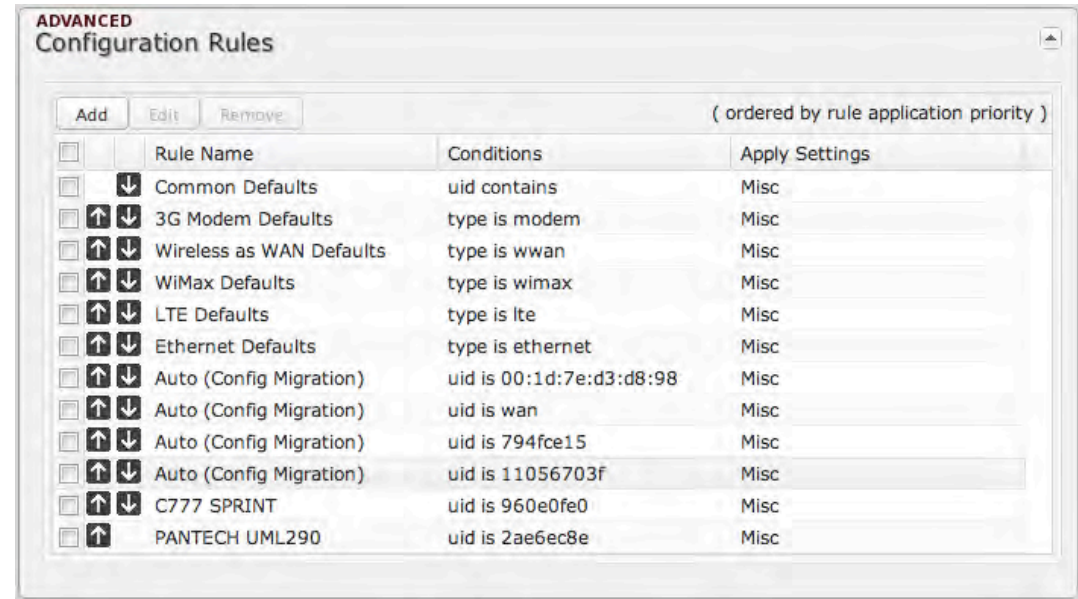 ADVANCED
Configuration Rules
Add Edit Remove ( ordered by rule application priority )
Rule Name Conditions Apply Settings
Common Defaults uid contains Misc
3G Modem Defaults type is modem Misc
Wireless as WAN Defaults type is wwan Misc
WiMax Defaults type is wimax Misc
LTE Defaults type is lte Misc
Ethernet Defaults type is ethernet Misc
Auto (Config Migration) uid is 00:1d:7e:d3:d8:98 Misc
Auto (Config Migration) uid is wan Misc
Auto (Config Migration) uid is 794fce15 Misc
Auto (Config Migration) uid is 11056703f Misc
C777 SPRINT uid is 960e0fe0 Misc
PANTECH UML290 uid is 2ae6ec8e Misc